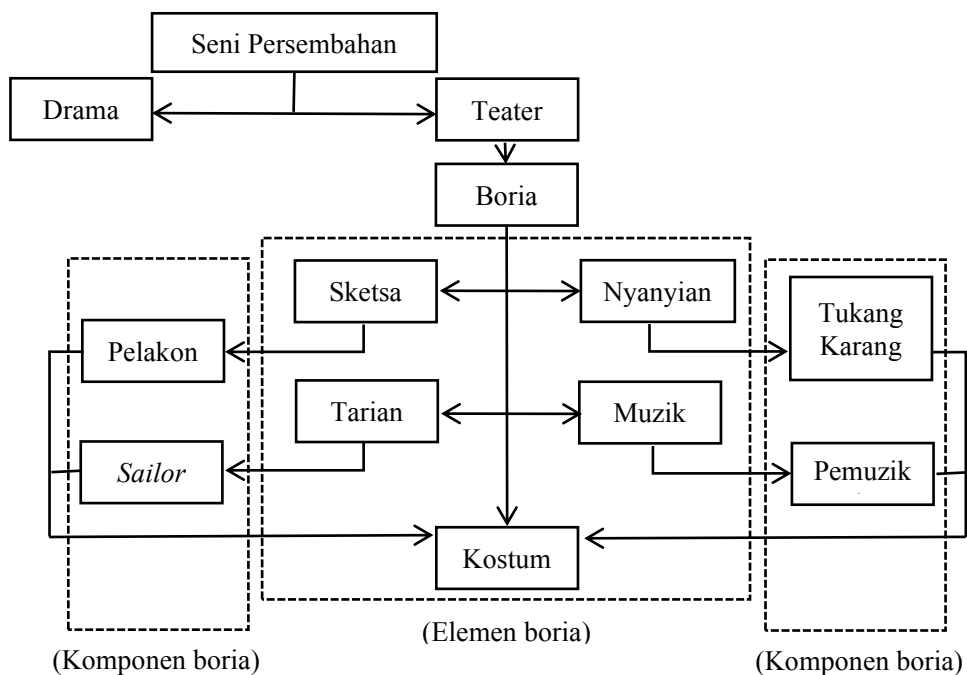 Seni Persembahan
Drama
Teater
Boria
Sketsa
Nyanyian
Tukang
Karang
Pelakon
Tarian
Muzik
Sailor
Pemuzik
Kostum
(Elemen boria)
(Komponen boria)
(Komponen boria)